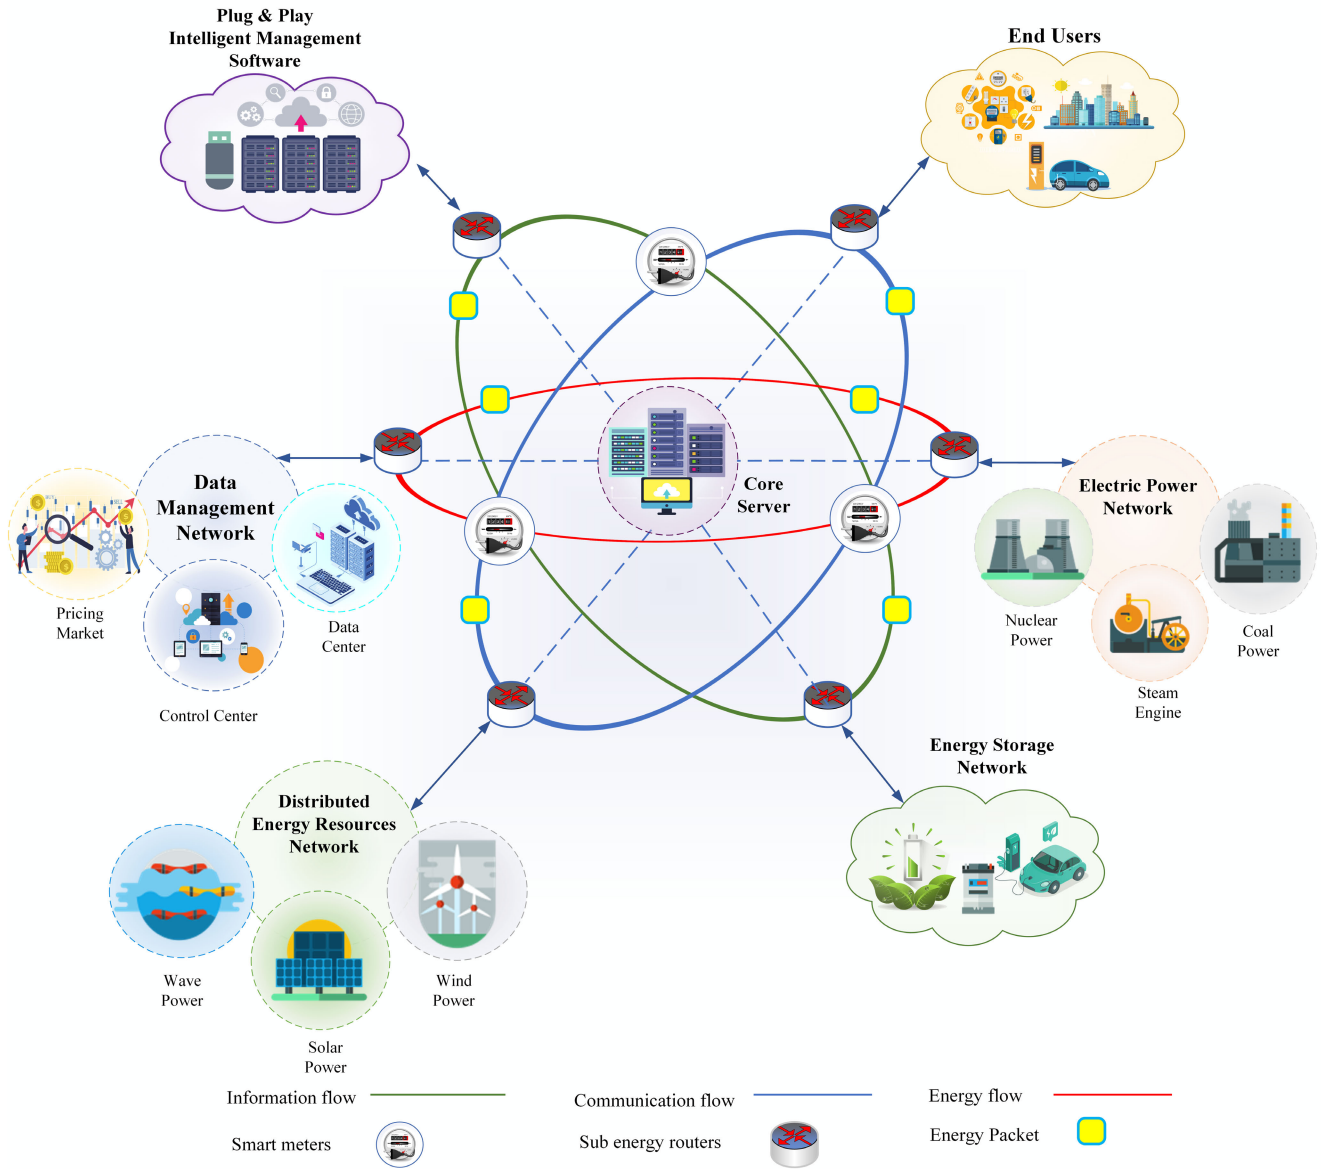 Plug & Play
Intelligent Management
Software
End Users
Core
Server
Data
Management
Network
Pricing
Market
Data
Center
Control Center
Electric Power
Network
Nuclear
Power
Coal
Power
Steam
Engine
Energy Storage
Network
Distributed
Energy Resources
Network
Wave
Power
Wind
Power
Solar
Power
Information flow
Communication flow
Energy flow
Smart meters
Sub energy routers
Energy Packet